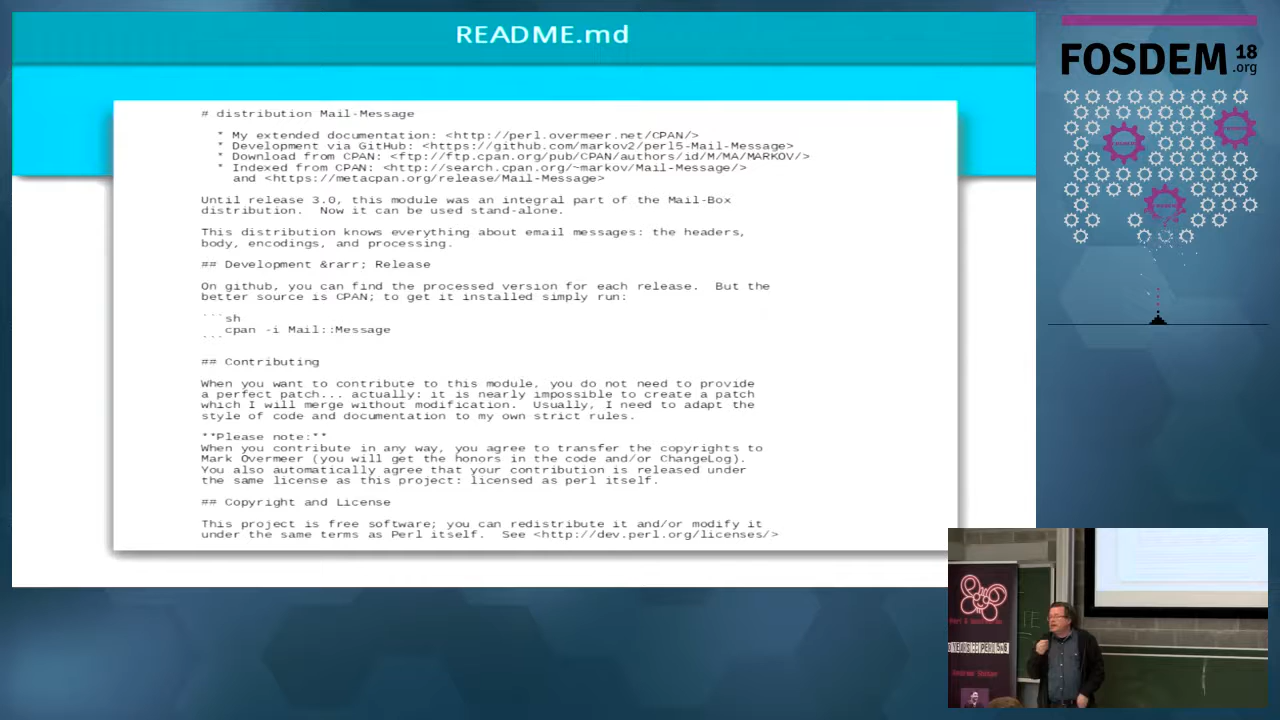 README.md
# distribution Mail-Message
* My extended documentation: <http://perl.overmeer.net/CPAN/>
* Development via GitHub: <https://github.com/markov2/perl5-Mail-Message>
* Download from CPAN: <ftp://ftp.cpan.org/pub/CPAN/authors/id/M/MA/MARKOV/>
* Indexed from CPAN: <http://search.cpan.org/~markov/Mail-Message/>
and <https://metacpan.org/release/Mail-Message>
Until release 3.0, this module was an integral part of the Mail-Box
distribution.  Now it can be used stand-alone.
This distribution knows everything about email messages: the headers,
body, encodings, and processing.
## Development &rarr; Release
On github, you can find the processed version for each release.  But the
better source is CPAN; to get it installed simply run:
```sh
cpan -i Mail::Message
```
## Contributing
When you want to contribute to this module, you do not need to provide
a perfect patch... actually: it is nearly impossible to create a patch
which I will merge without modification.  Usually, I need to adapt the
style of code and documentation to my own strict rules.
**Please note:**
When you contribute in any way, you agree to transfer the copyrights to
Mark Overmeer (you will get the honors in the code and/or ChangeLog).
You also automatically agree that your contribution is released under
the same license as this project: licensed as perl itself.
## Copyright and License
This project is free software; you can redistribute it and/or modify it
under the same terms as Perl itself.  See <http://dev.perl.org/licenses/>
FOSDEM 18
.org